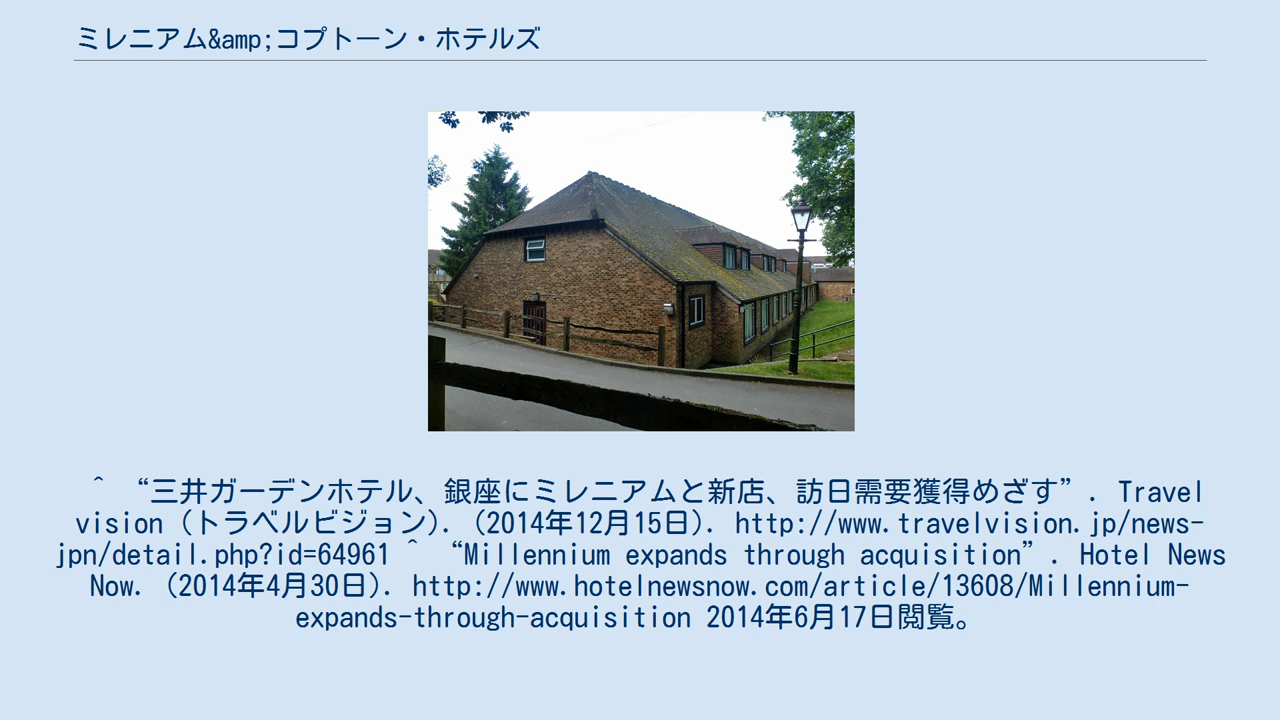 ミレニアム&amp;コプトーン・ホテルズ
^ “三井ガーデンホテル、銀座にミレニアムと新店、訪日需要獲得めざす”. Travel
vision (トラベルビジョン). (2014年12月15日). http://www.travelvision.jp/news-
jpn/detail.php?id=64961 ^ “Millennium expands through acquisition”. Hotel News
Now. (2014年4月30日). http://www.hotelnewsnow.com/article/13608/Millennium-
expands-through-acquisition 2014年6月17日閲覧。